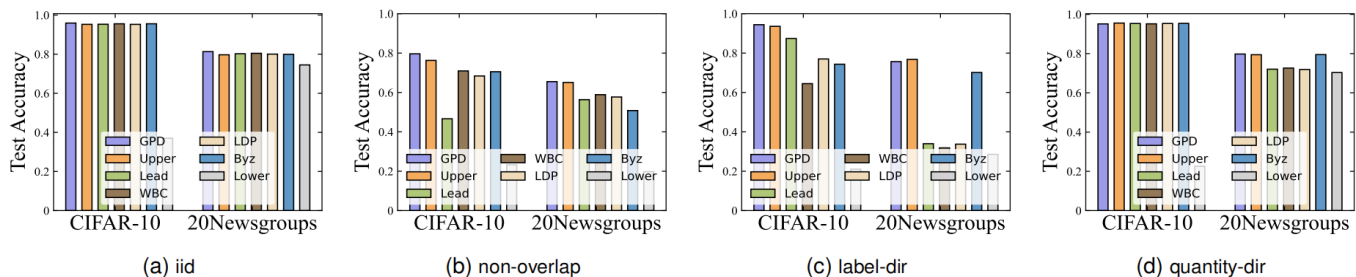 Test Accuracy
1.0
0.8
0.6
0.4
0.2
0
GPD
Upper
Lead
WBC
LDP
Byz
Lower
CIFAR-10
20Newsgroups
(a) iid
Test Accuracy
1.0
0.8
0.6
0.4
0.2
0
GPD
Upper
Lead
WBC
LDP
Byz
Lower
CIFAR-10
20Newsgroups
(b) non-overlap
Test Accuracy
1.0
0.8
0.6
0.4
0.2
0
GPD
Upper
Lead
WBC
LDP
Byz
Lower
CIFAR-10
20Newsgroups
(c) label-dir
Test Accuracy
1.0
0.8
0.6
0.4
0.2
0
GPD
Upper
Lead
WBC
LDP
Byz
Lower
CIFAR-10
20Newsgroups
(d) quantity-dir